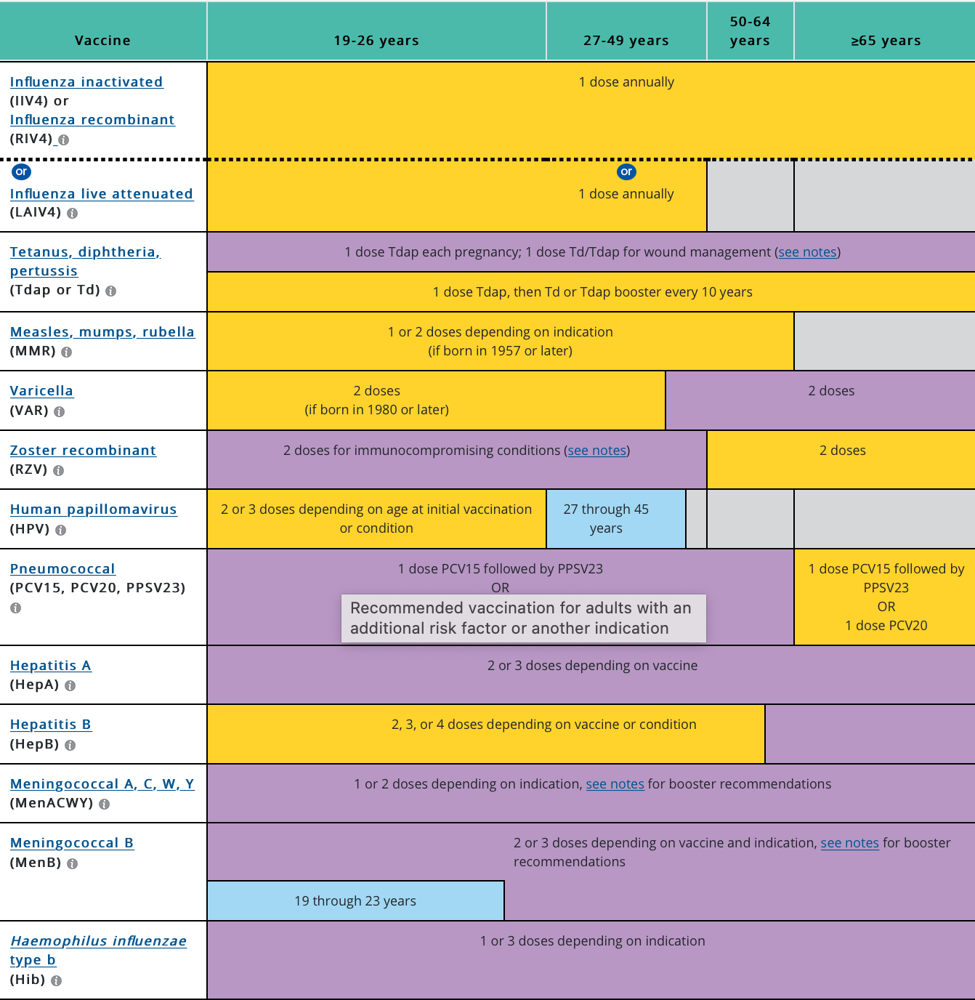 Vaccine
19-26 years
27-49 years
50-64
years
≥65 years
Influenza inactivated
(IIV4) or
Influenza recombinant
(RIV4) i
1 dose annually
or
Influenza live attenuated
(LAIV4) i
or
1 dose annually
Tetanus, diphtheria,
pertussis
(Tdap or Td) i
1 dose Tdap each pregnancy; 1 dose Td/Tdap for wound management (see notes)
1 dose Tdap, then Td or Tdap booster every 10 years
Measles, mumps, rubella
(MMR) i
1 or 2 doses depending on indication
(if born in 1957 or later)
Varicella
(VAR) i
2 doses
(if born in 1980 or later)
2 doses
Zoster recombinant
(RZV) i
2 doses for immunocompromising conditions (see notes)
2 doses
Human papillomavirus
(HPV) i
2 or 3 doses depending on age at initial vaccination
or condition
27 through 45
years
Pneumococcal
(PCV15, PCV20, PPSV23)
i
1 dose PCV15 followed by PPSV23
OR
Recommended vaccination for adults with an
additional risk factor or another indication
1 dose PCV15 followed by
PPSV23
OR
1 dose PCV20
Hepatitis A
(HepA) i
2 or 3 doses depending on vaccine
Hepatitis B
(HepB) i
2, 3, or 4 doses depending on vaccine or condition
Meningococcal A, C, W, Y
(MenACWY) i
1 or 2 doses depending on indication, see notes for booster recommendations
Meningococcal B
(MenB) i
2 or 3 doses depending on vaccine and indication, see notes for booster
recommendations
19 through 23 years
Haemophilus influenzae
type b
(Hib) i
1 or 3 doses depending on indication